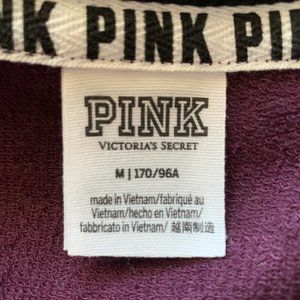 NK PINK PI
PINK
VICTORIA'S SECRET
M | 170/96A
made in Vietnam/fabriqué au
Vietnam/hecho en Vietnam/
fabbricato in Vietnam/ 越南制造